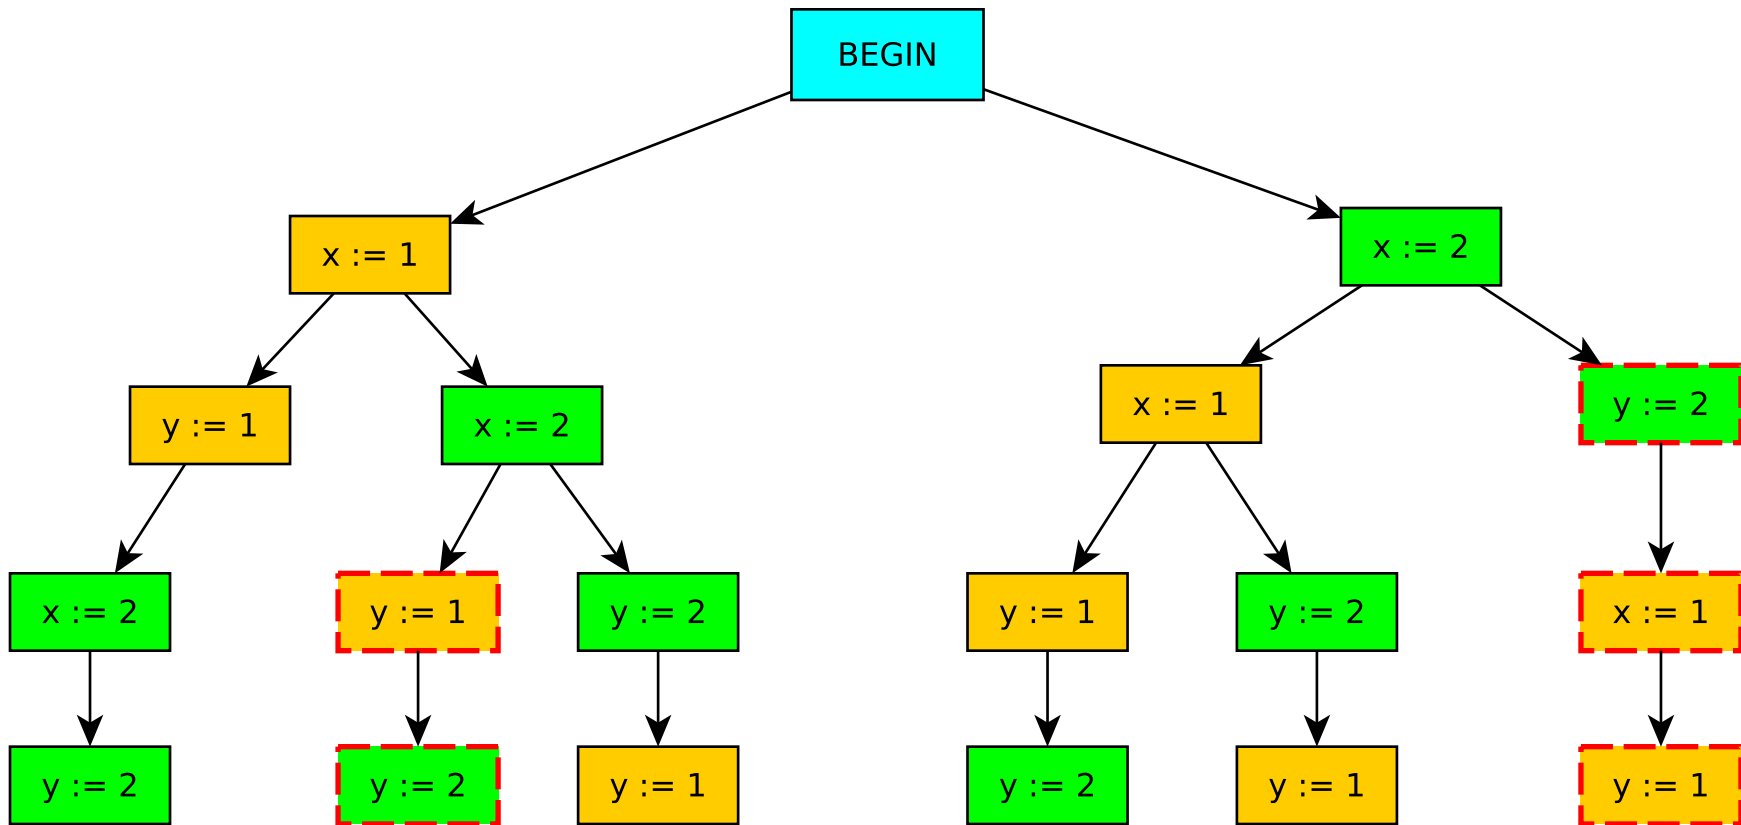 BEGIN
x := 1
x := 2
y := 1
x := 2
x := 1
y := 2
x := 2
y := 1
y := 2
y := 1
y := 2
x := 1
y := 2
y := 2
y := 1
y := 2
y := 1
y := 1